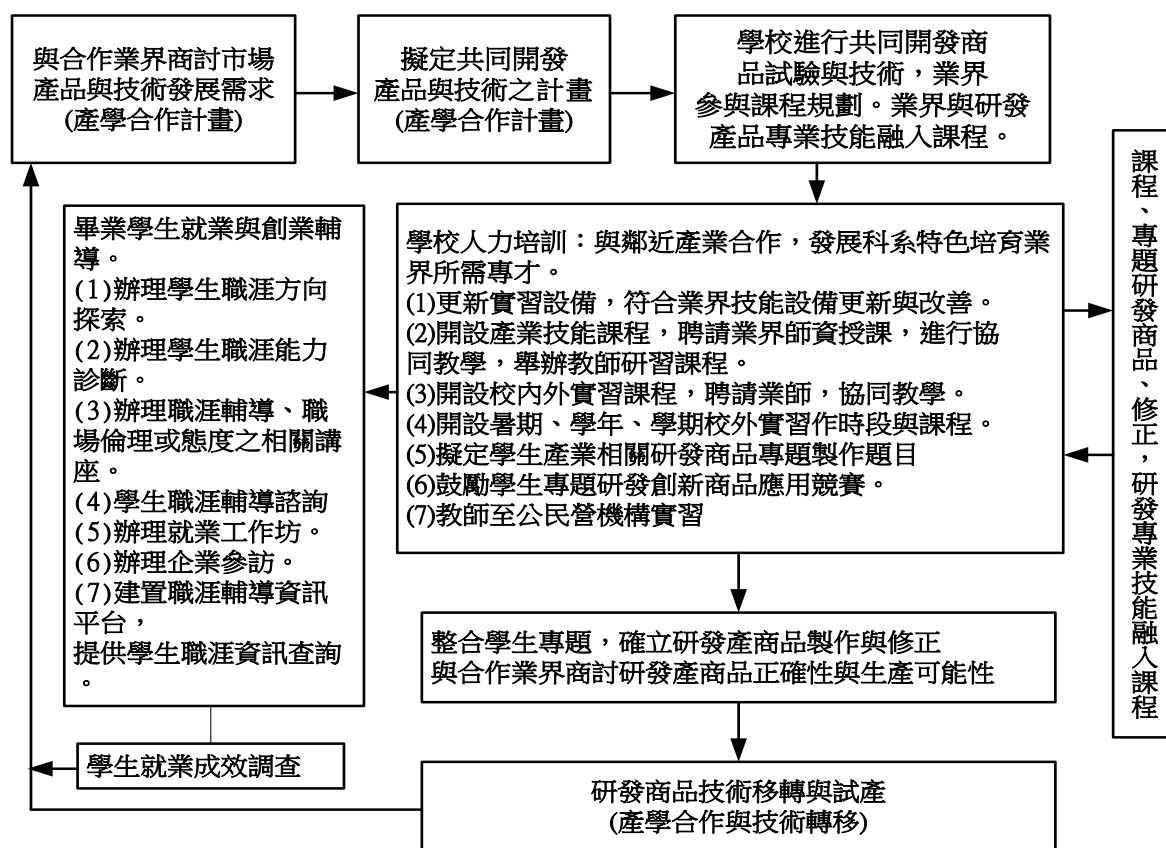 與合作業界商討市場
產品與技術發展需求
(產學合作計畫)
擬定共同開發
產品與技術之計畫
(產學合作計畫)
學校進行共同開發商
品試驗與技術，業界
參與課程規劃。業界與研發
產品專業技能融入課程。
課程、專題研發商品、修正，研發專業技能融入課程
學校人力培訓：與鄰近產業合作，發展科系特色培育業
界所需專才。
(1)更新實習設備，符合業界技能設備更新與改善。
(2)開設產業技能課程，聘請業界師資授課，進行協
同教學，舉辦教師研習課程。
(3)開設校內外實習課程，聘請業師，協同教學。
(4)開設暑期、學年、學期校外實習作時段與課程。
(5)擬定學生產業相關研發商品專題製作題目
(6)鼓勵學生專題研發創新商品應用競賽。
(7)教師至公民營機構實習
畢業學生就業與創業輔
導。
(1)辦理學生職涯方向
探索。
(2)辦理學生職涯能力
診斷。
(3)辦理職涯輔導、職
場倫理或態度之相關講
座。
(4)學生職涯輔導諮詢
(5)辦理就業工作坊。
(6)辦理企業參訪。
(7)建置職涯輔導資訊
平台，
提供學生職涯資訊查詢
。
學生就業成效調查
整合學生專題，確立研發產商品製作與修正
與合作業界商討研發產商品正確性與生產可能性
研發商品技術移轉與試產
(產學合作與技術轉移)